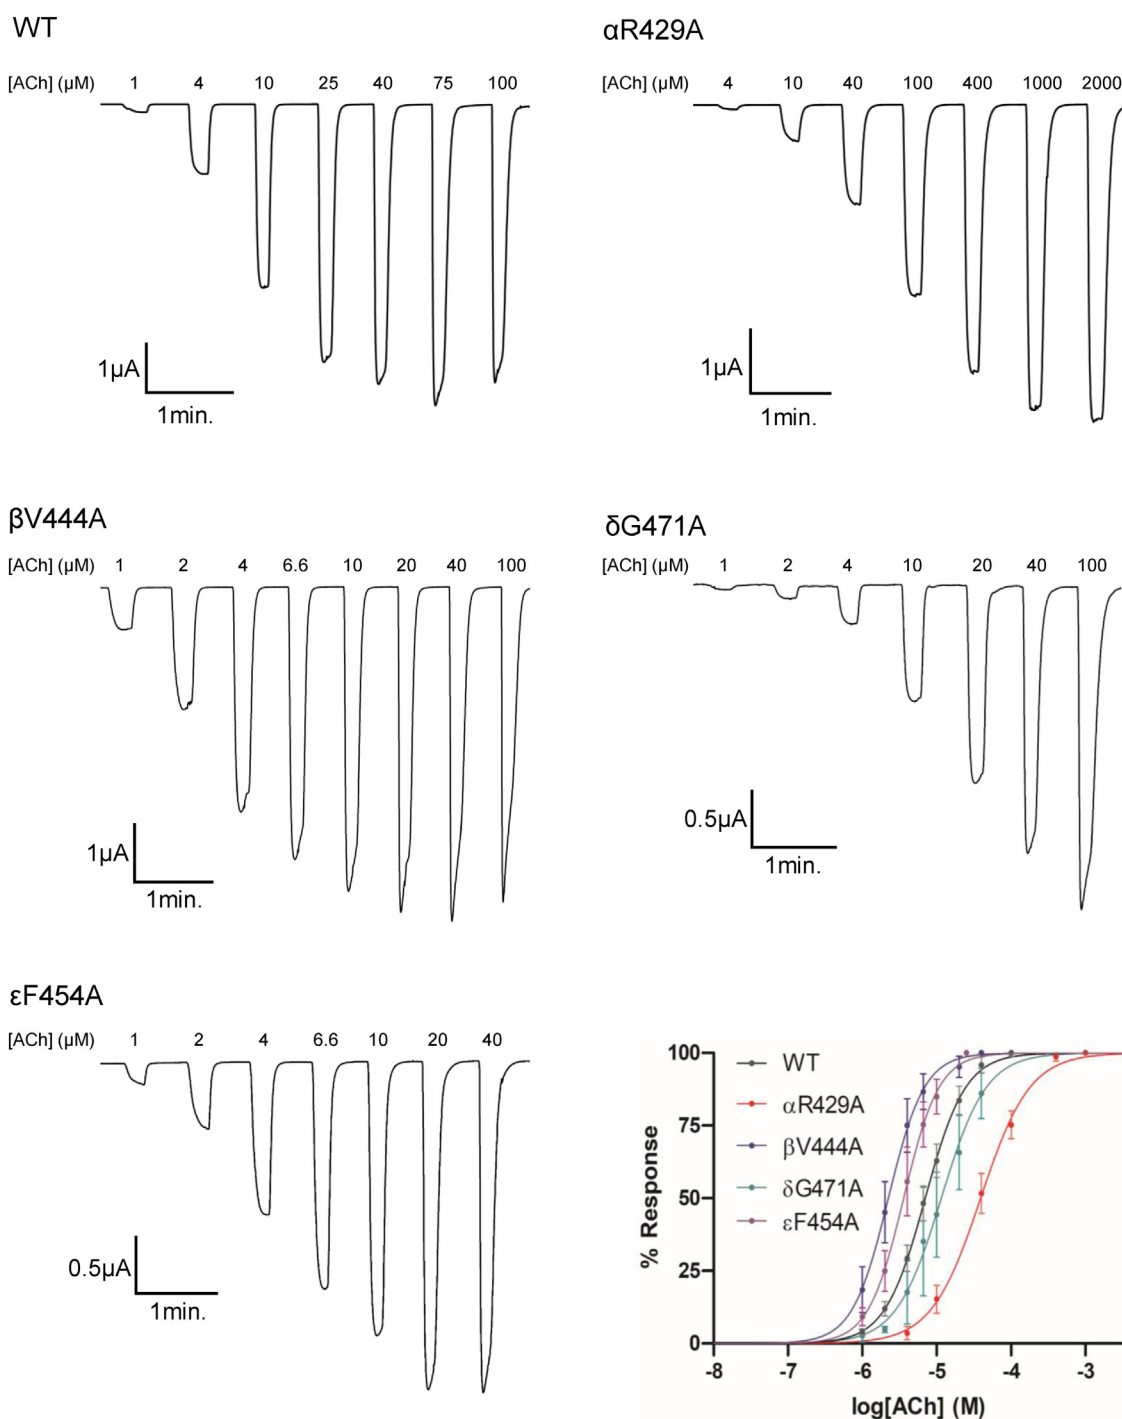 WT
[ACh] (μM) 1 4 10 25 40 75 100
1μA
1min.
αR429A
[ACh] (μM) 4 10 40 100 400 1000 2000
1μA
1min.
βV444A
[ACh] (μM) 1 2 4 6.6 10 20 40 100
1μA
1min.
δG471A
[ACh] (μM) 1 2 4 10 20 40 100
0.5μA
1min.
εF454A
[ACh] (μM) 1 2 4 6.6 10 20 40
0.5μA
1min.
% Response
100
75
50
25
0
WT
αR429A
βV444A
δG471A
εF454A
-8 -7 -6 -5 -4 -3
log[ACh] (M)